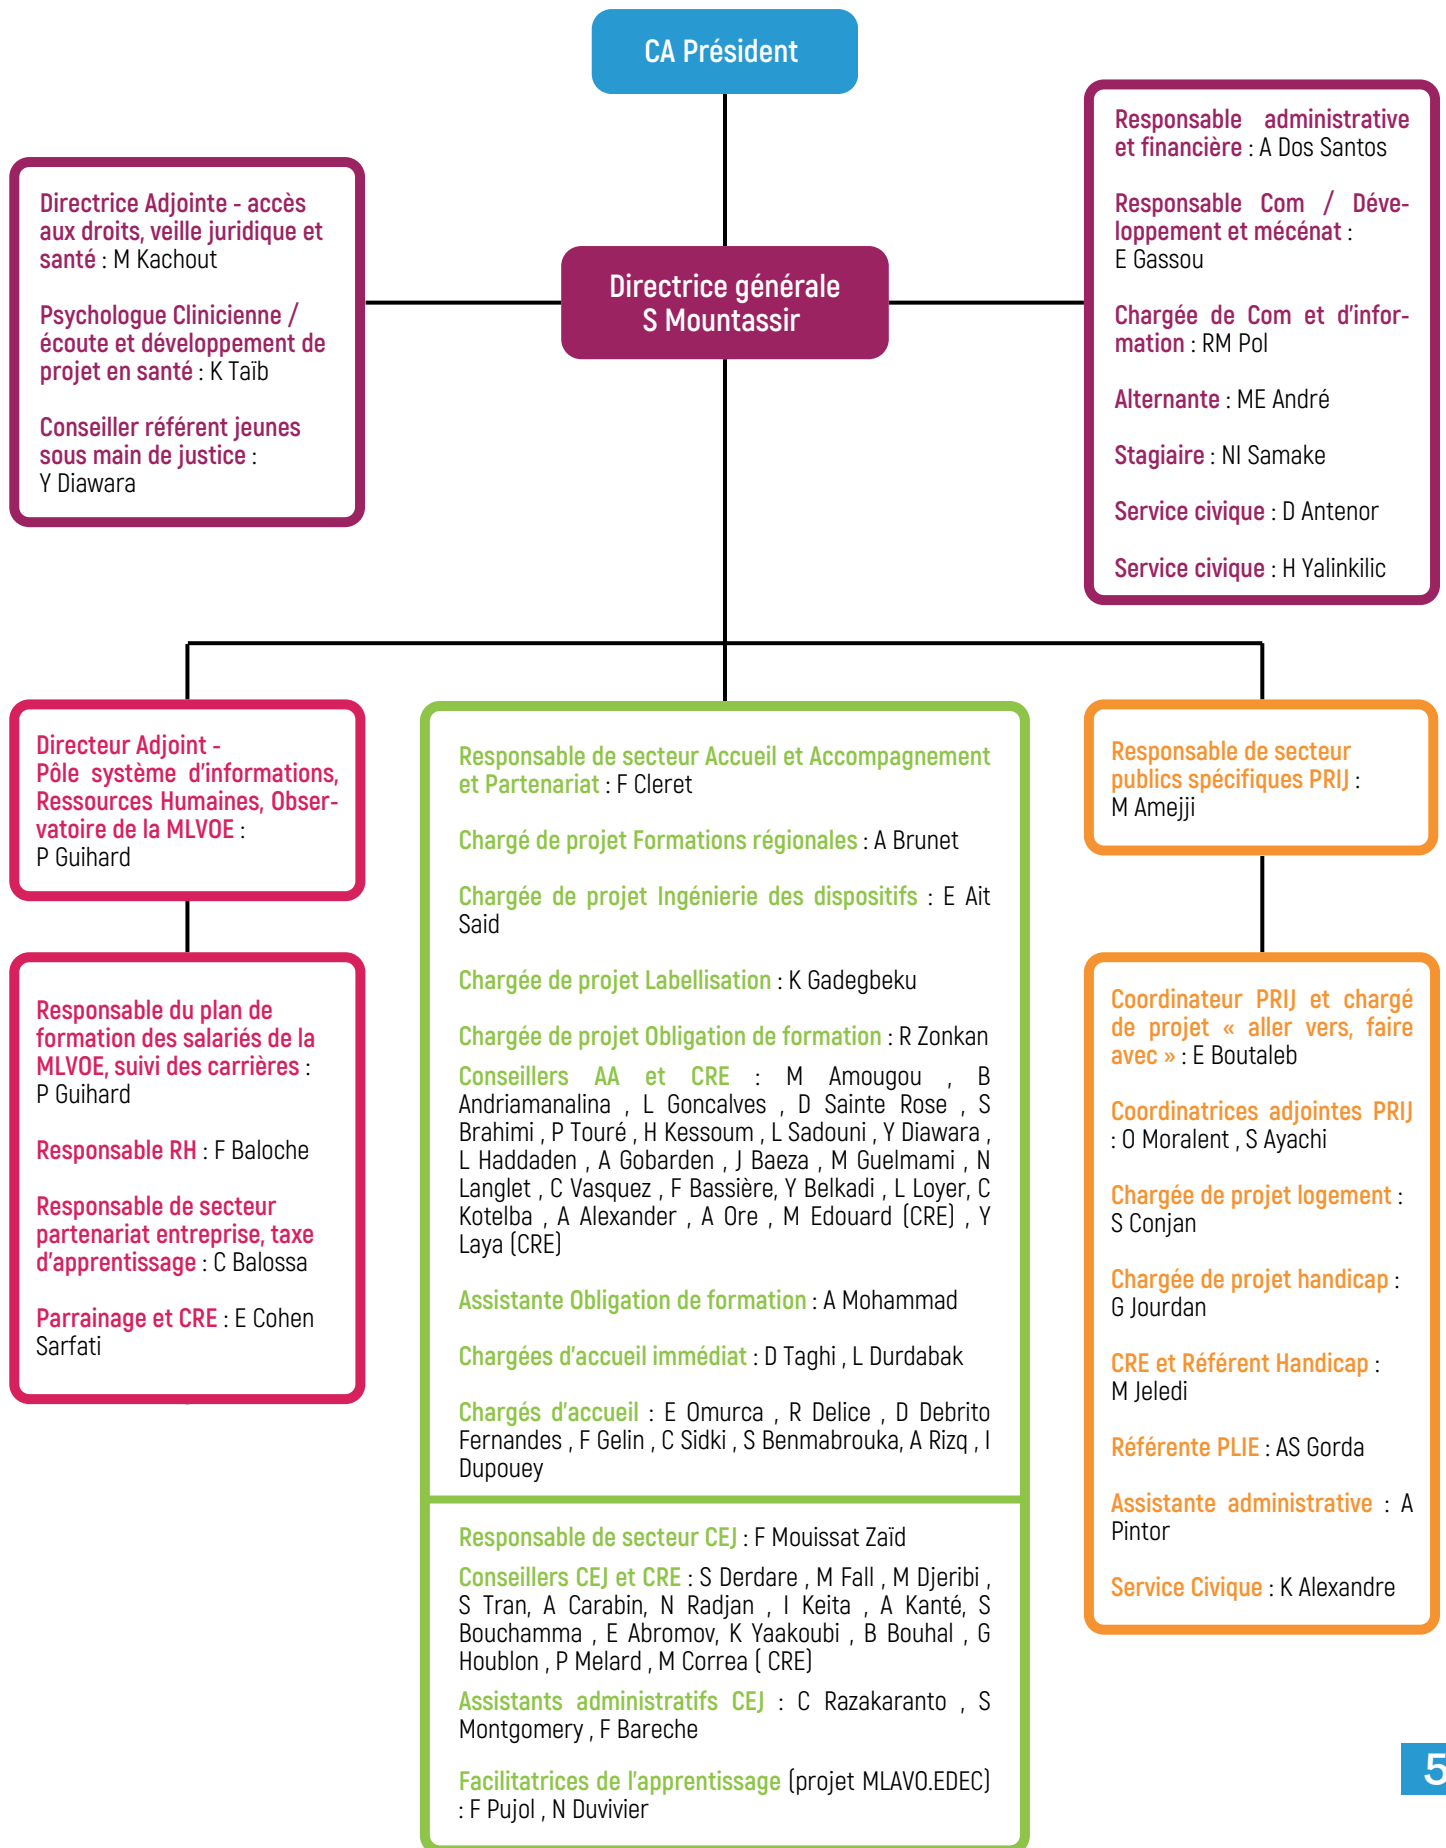 CA Président
Directrice Adjointe - accès
aux droits, veille juridique et
santé : M Kachout
Psychologue Clinicienne /
écoute et développement de
projet en santé : K Taïb
Conseiller référent jeunes
sous main de justice :
Y Diawara
Directrice générale
S Mountassir
Responsable administrative
et financière : A Dos Santos
Responsable Com / Déve-
loppement et mécénat :
E Gassou
Chargée de Com et d'infor-
mation : RM Pol
Alternante : ME André
Stagiaire : NI Samake
Service civique : D Antenor
Service civique : H Yalinkilic
Directeur Adjoint -
Pôle système d'informations,
Ressources Humaines, Obser-
vatoire de la MLVOE :
P Guihard
Responsable du plan de
formation des salariés de la
MLVOE, suivi des carrières :
P Guihard
Responsable RH : F Baloche
Responsable de secteur
partenariat entreprise, taxe
d'apprentissage : C Balossa
Parrainage et CRE : E Cohen
Sarfati
Responsable de secteur Accueil et Accompagnement
et Partenariat : F Cleret
Chargé de projet Formations régionales : A Brunet
Chargée de projet Ingénierie des dispositifs : E Ait
Said
Chargée de projet Labellisation : K Gadegbeku
Chargée de projet Obligation de formation : R Zonkan
Conseillers AA et CRE : M Amougou , B
Andriamanalina , L Goncalves , D Sainte Rose , S
Brahimi , P Touré , H Kessoum , L Sadouni , Y Diawara ,
L Haddaden , A Gobarden , J Baeza , M Guelmami , N
Langlet , C Vasquez , F Bassière, Y Belkadi , L Loyer, C
Kotelba , A Alexander , A Ore , M Edouard (CRE) , Y
Laya (CRE)
Assistante Obligation de formation : A Mohammad
Chargées d'accueil immédiat : D Taghi , L Durdabak
Chargés d'accueil : E Omurca , R Delice , D Debrito
Fernandes , F Gelin , C Sidki , S Benmabrouka, A Rizq , I
Dupouey
Responsable de secteur CEJ : F Mouissat Zaïd
Conseillers CEJ et CRE : S Derdare , M Fall , M Djeribi ,
S Tran, A Carabin, N Radjan , I Keita , A Kanté, S
Bouchamma , E Abromov, K Yaakoubi , B Bouhal , G
Houblon , P Melard , M Correa ( CRE)
Assistants administratifs CEJ : C Razakaranto , S
Montgomery , F Bareche
Facilitatrices de l'apprentissage (projet MLAVO.EDEC)
: F Pujol , N Duvivier
Responsable de secteur
publics spécifiques PRIJ :
M Amejji
Coordinateur PRIJ et chargé
de projet « aller vers, faire
avec » : E Boutaleb
Coordinatrices adjointes PRIJ
: O Moralent , S Ayachi
Chargée de projet logement :
S Conjan
Chargée de projet handicap :
G Jourdan
CRE et Référent Handicap :
M Jeledi
Référente PLIE : AS Gorda
Assistante administrative : A
Pintor
Service Civique : K Alexandre
5